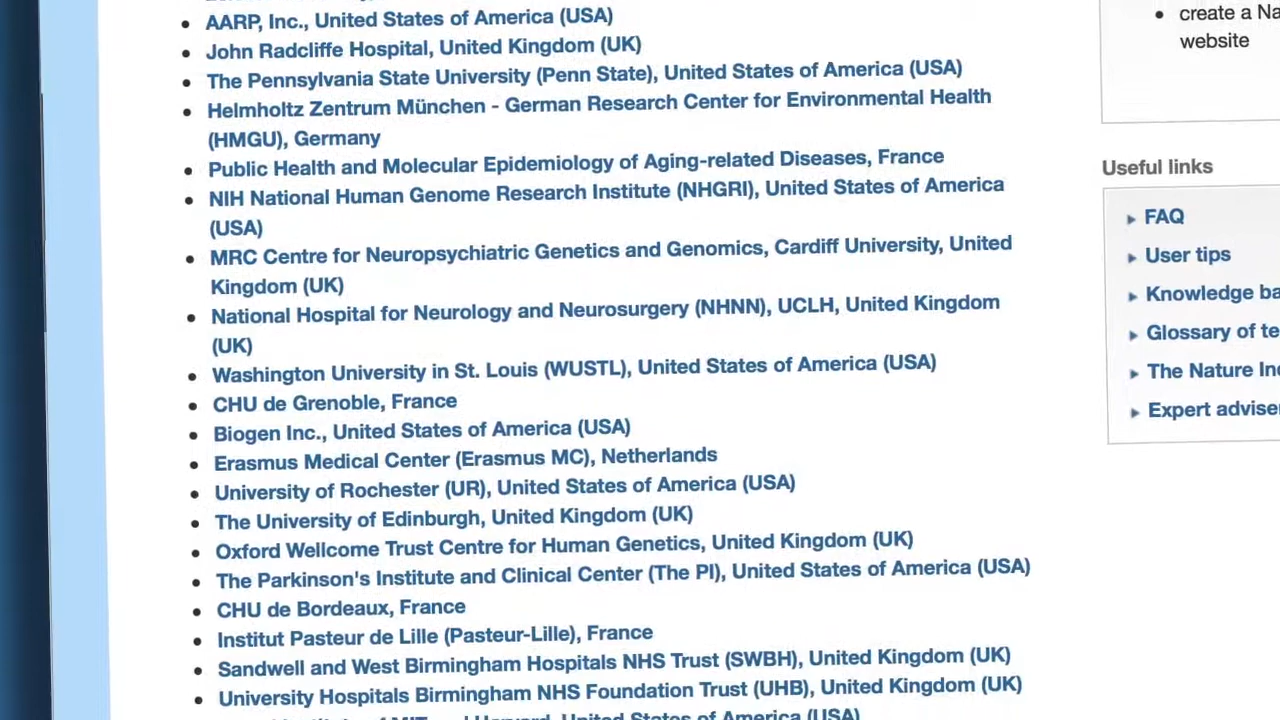 AARP, Inc., United States of America (USA)
John Radcliffe Hospital, United Kingdom (UK)
The Pennsylvania State University (Penn State), United States of America (USA)
Helmholtz Zentrum München - German Research Center for Environmental Health
(HMGU), Germany
Public Health and Molecular Epidemiology of Aging-related Diseases, France
NIH National Human Genome Research Institute (NHGRI), United States of America
(USA)
MRC Centre for Neuropsychiatric Genetics and Genomics, Cardiff University, United
Kingdom (UK)
National Hospital for Neurology and Neurosurgery (NHNN), UCLH, United Kingdom
(UK)
Washington University in St. Louis (WUSTL), United States of America (USA)
CHU de Grenoble, France
Biogen Inc., United States of America (USA)
Erasmus Medical Center (Erasmus MC), Netherlands
University of Rochester (UR), United States of America (USA)
The University of Edinburgh, United Kingdom (UK)
Oxford Wellcome Trust Centre for Human Genetics, United Kingdom (UK)
The Parkinson's Institute and Clinical Center (The PI), United States of America (USA)
CHU de Bordeaux, France
Institut Pasteur de Lille (Pasteur-Lille), France
Sandwell and West Birmingham Hospitals NHS Trust (SWBH), United Kingdom (UK)
University Hospitals Birmingham NHS Foundation Trust (UHB), United Kingdom (UK)
of MIT and Harvard, United States of America (USA)
create a Na
website
Useful links
FAQ
User tips
Knowledge ba
Glossary of te
The Nature In
Expert advise